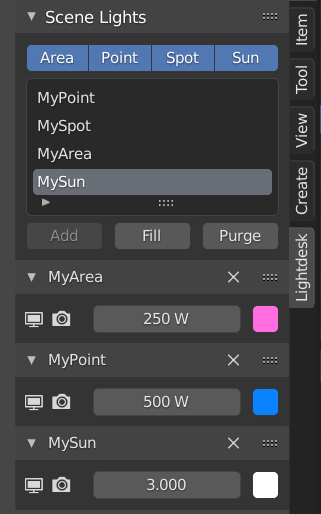 Scene Lights
Area Point Spot Sun
MyPoint
MySpot
MyArea
MySun
Add Fill Purge
MyArea
250 W
MyPoint
500 W
MySun
3.000
Item
Tool
View
Create
Lightdesk